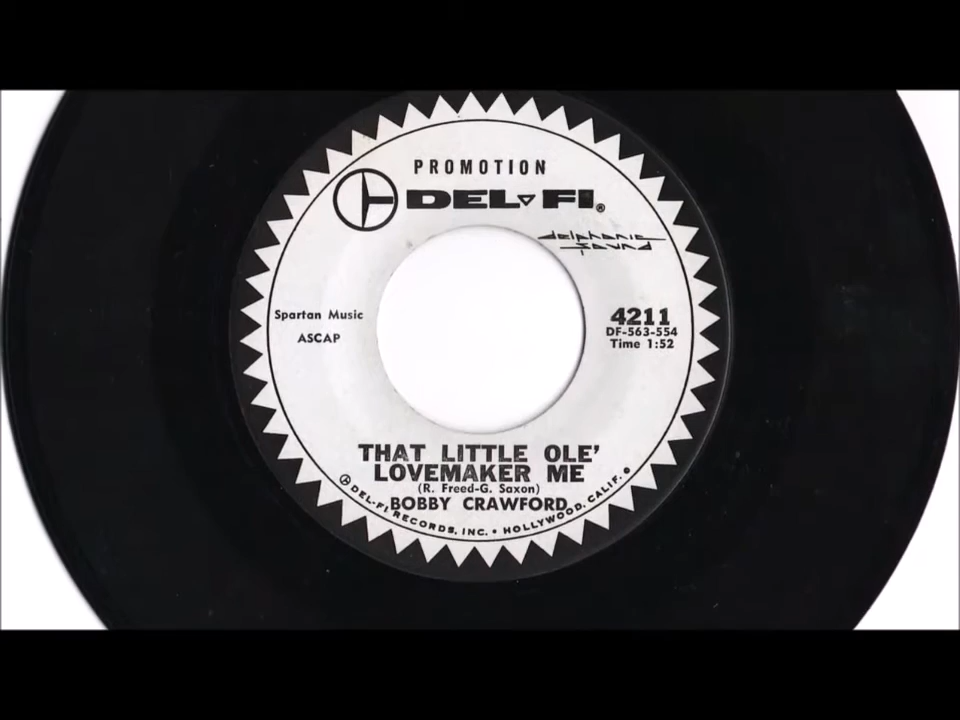 PROMOTION
DEL-FI®
delphonic
sound
Spartan Music
ASCAP
4211
DF-563-554
Time 1:52
THAT LITTLE OLE'
LOVEMAKER ME
(R. Freed-G. Saxon)
BOBBY CRAWFORD
Ⓟ DEL-FI RECORDS, INC. • HOLLYWOOD, CALIF. •